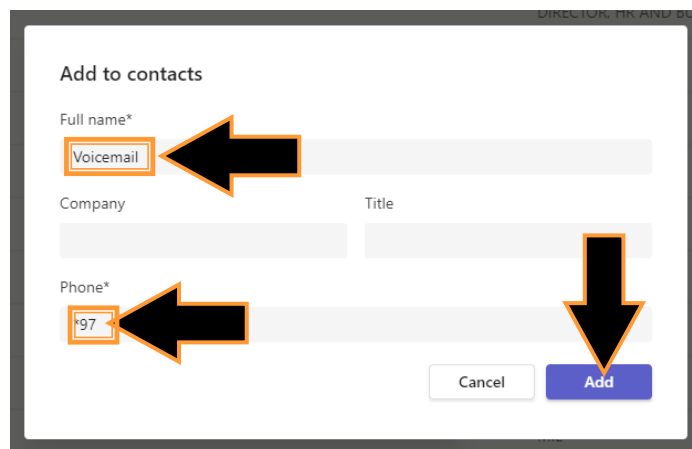 DIRECTOR, HR AND BU
Add to contacts
Full name*
Voicemail
Company Title
Phone*
*97
Cancel Add